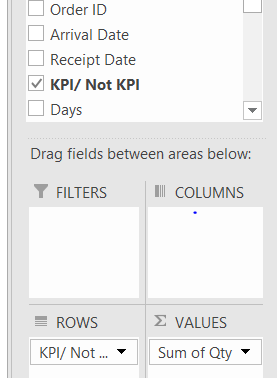 Order ID
Arrival Date
Receipt Date
KPI/ Not KPI
Days
Drag fields between areas below:
FILTERS
COLUMNS
ROWS
VALUES
KPI/ Not ...
Sum of Qty